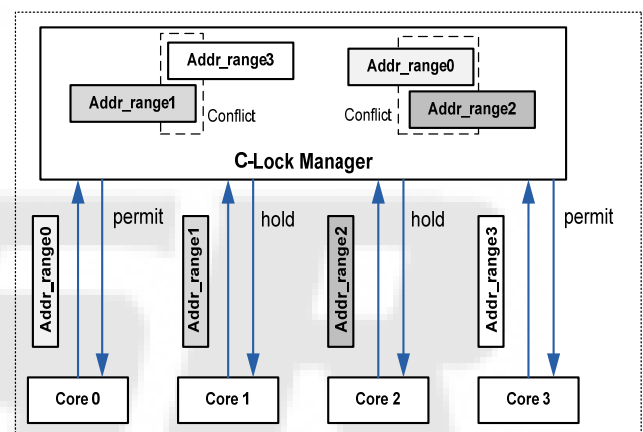 Addr_range3
Addr_range0
Addr_range1
Conflict
Conflict
Addr_range2
C-Lock Manager
Addr_range0
permit
Addr_range1
hold
Addr_range2
hold
Addr_range3
permit
Core 0
Core 1
Core 2
Core 3